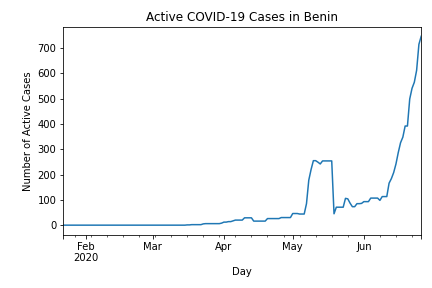 Active COVID-19 Cases in Benin
Number of Active Cases
700
600
500
400
300
200
100
0
Feb Mar Apr May Jun
2020
Day